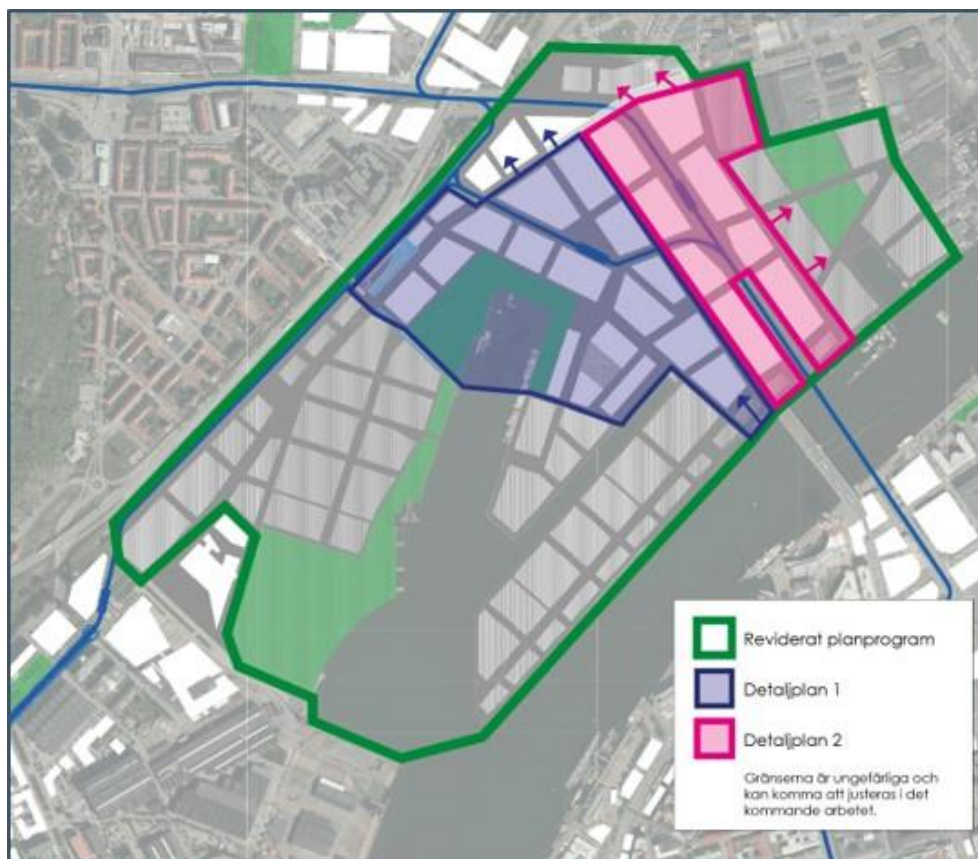 Reviderat planprogram
Detaljplan 1
Detaljplan 2
Gränserna är ungefärliga och
kan komma att justeras i det
kommande arbetet.